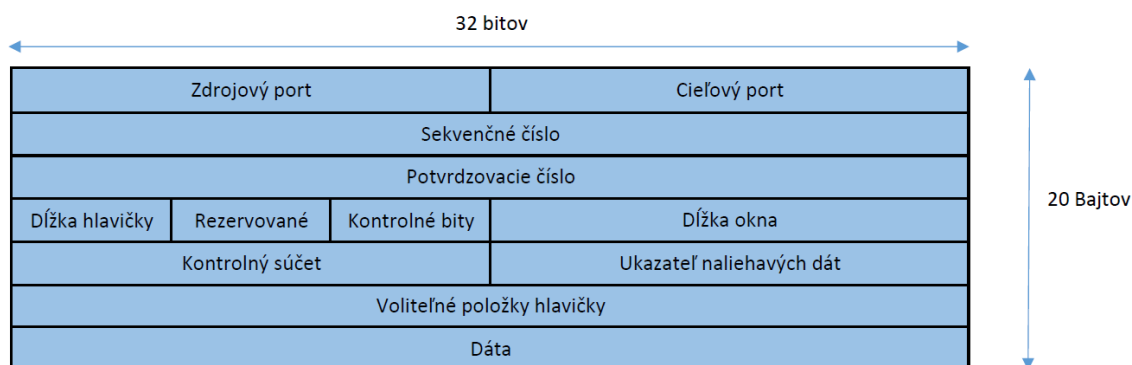 32 bitov
Zdrojový port
Cieľový port
Sekvenčné číslo
Potvrdzovacie číslo
Dĺžka hlavičky
Rezervované
Kontrolné bity
Dĺžka okna
20 Bajtov
Kontrolný súčet
Ukazateľ naliehavých dát
Voliteľné položky hlavičky
Dáta